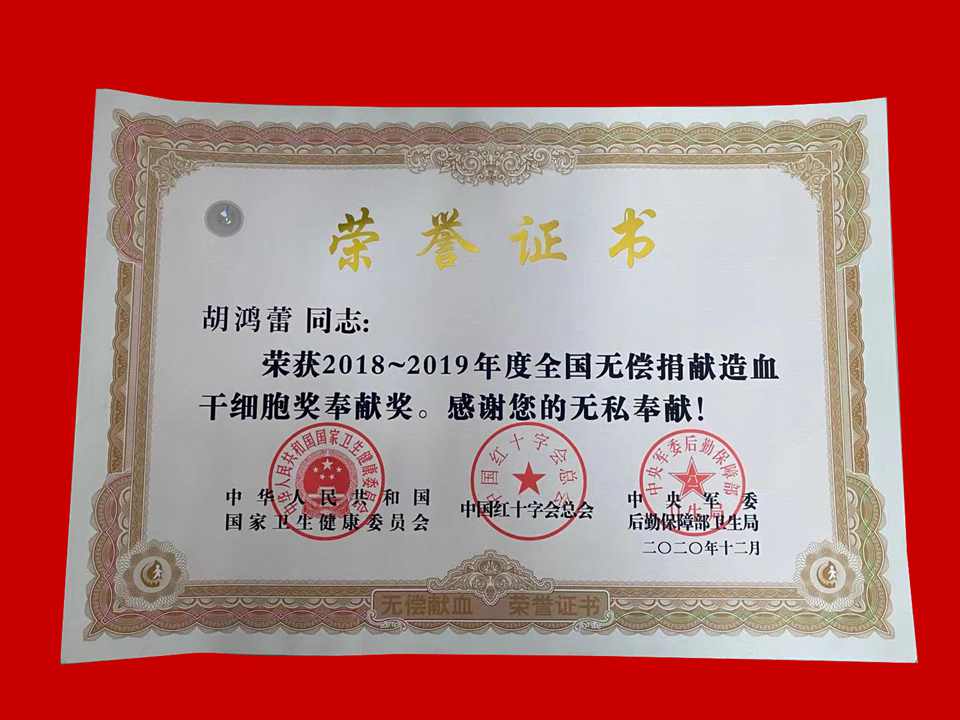 荣誉证书
胡鸿蕾 同志:
荣获2018~2019年度全国无偿捐献造血
干细胞奖奉献奖。感谢您的无私奉献!
中华人民共和国国家卫生健康委员会
中国红十字会总会
中央军委后勤保障部
卫生局
中华人民共和国
国家卫生健康委员会
中国红十字会总会
中央军委
后勤保障部卫生局
二〇二〇年十二月
无偿献血 荣誉证书